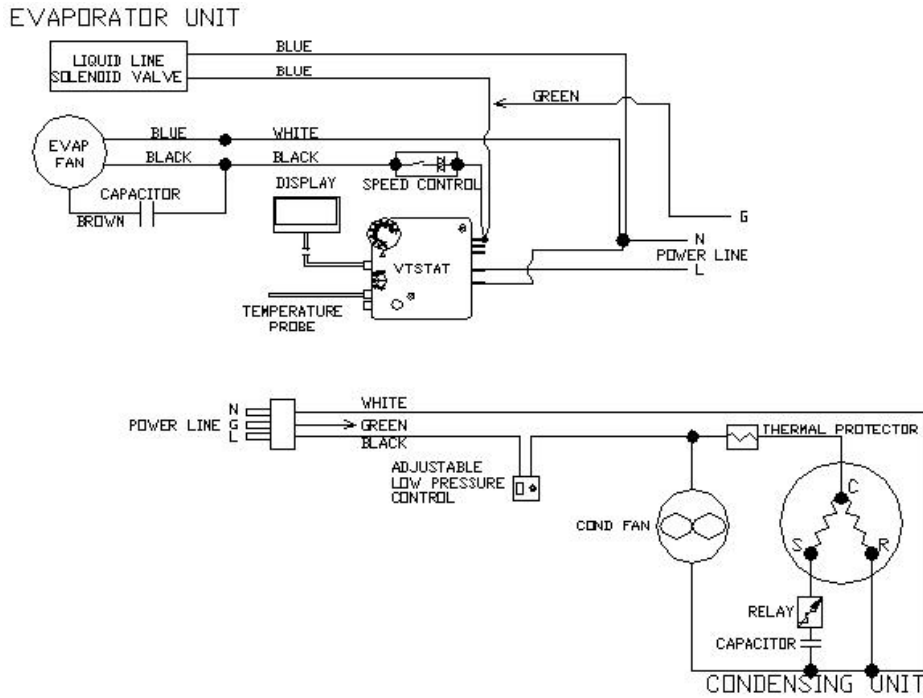 EVAPORATOR UNIT
BLUE
LIQUID LINE
SOLENOID VALVE
BLUE
GREEN
BLUE
WHITE
EVAP
FAN
BLACK
BLACK
DISPLAY
SPEED CONTROL
CAPACITOR
BROWN
G
N
POWER LINE
L
VTSTAT
TEMPERATURE
PROBE
WHITE
N
POWER LINE G
GREEN
L
BLACK
THERMAL PROTECTOR
ADJUSTABLE
LOW PRESSURE
CONTROL
C
COND FAN
S
R
RELAY
CAPACITOR
CONDENSING UNIT